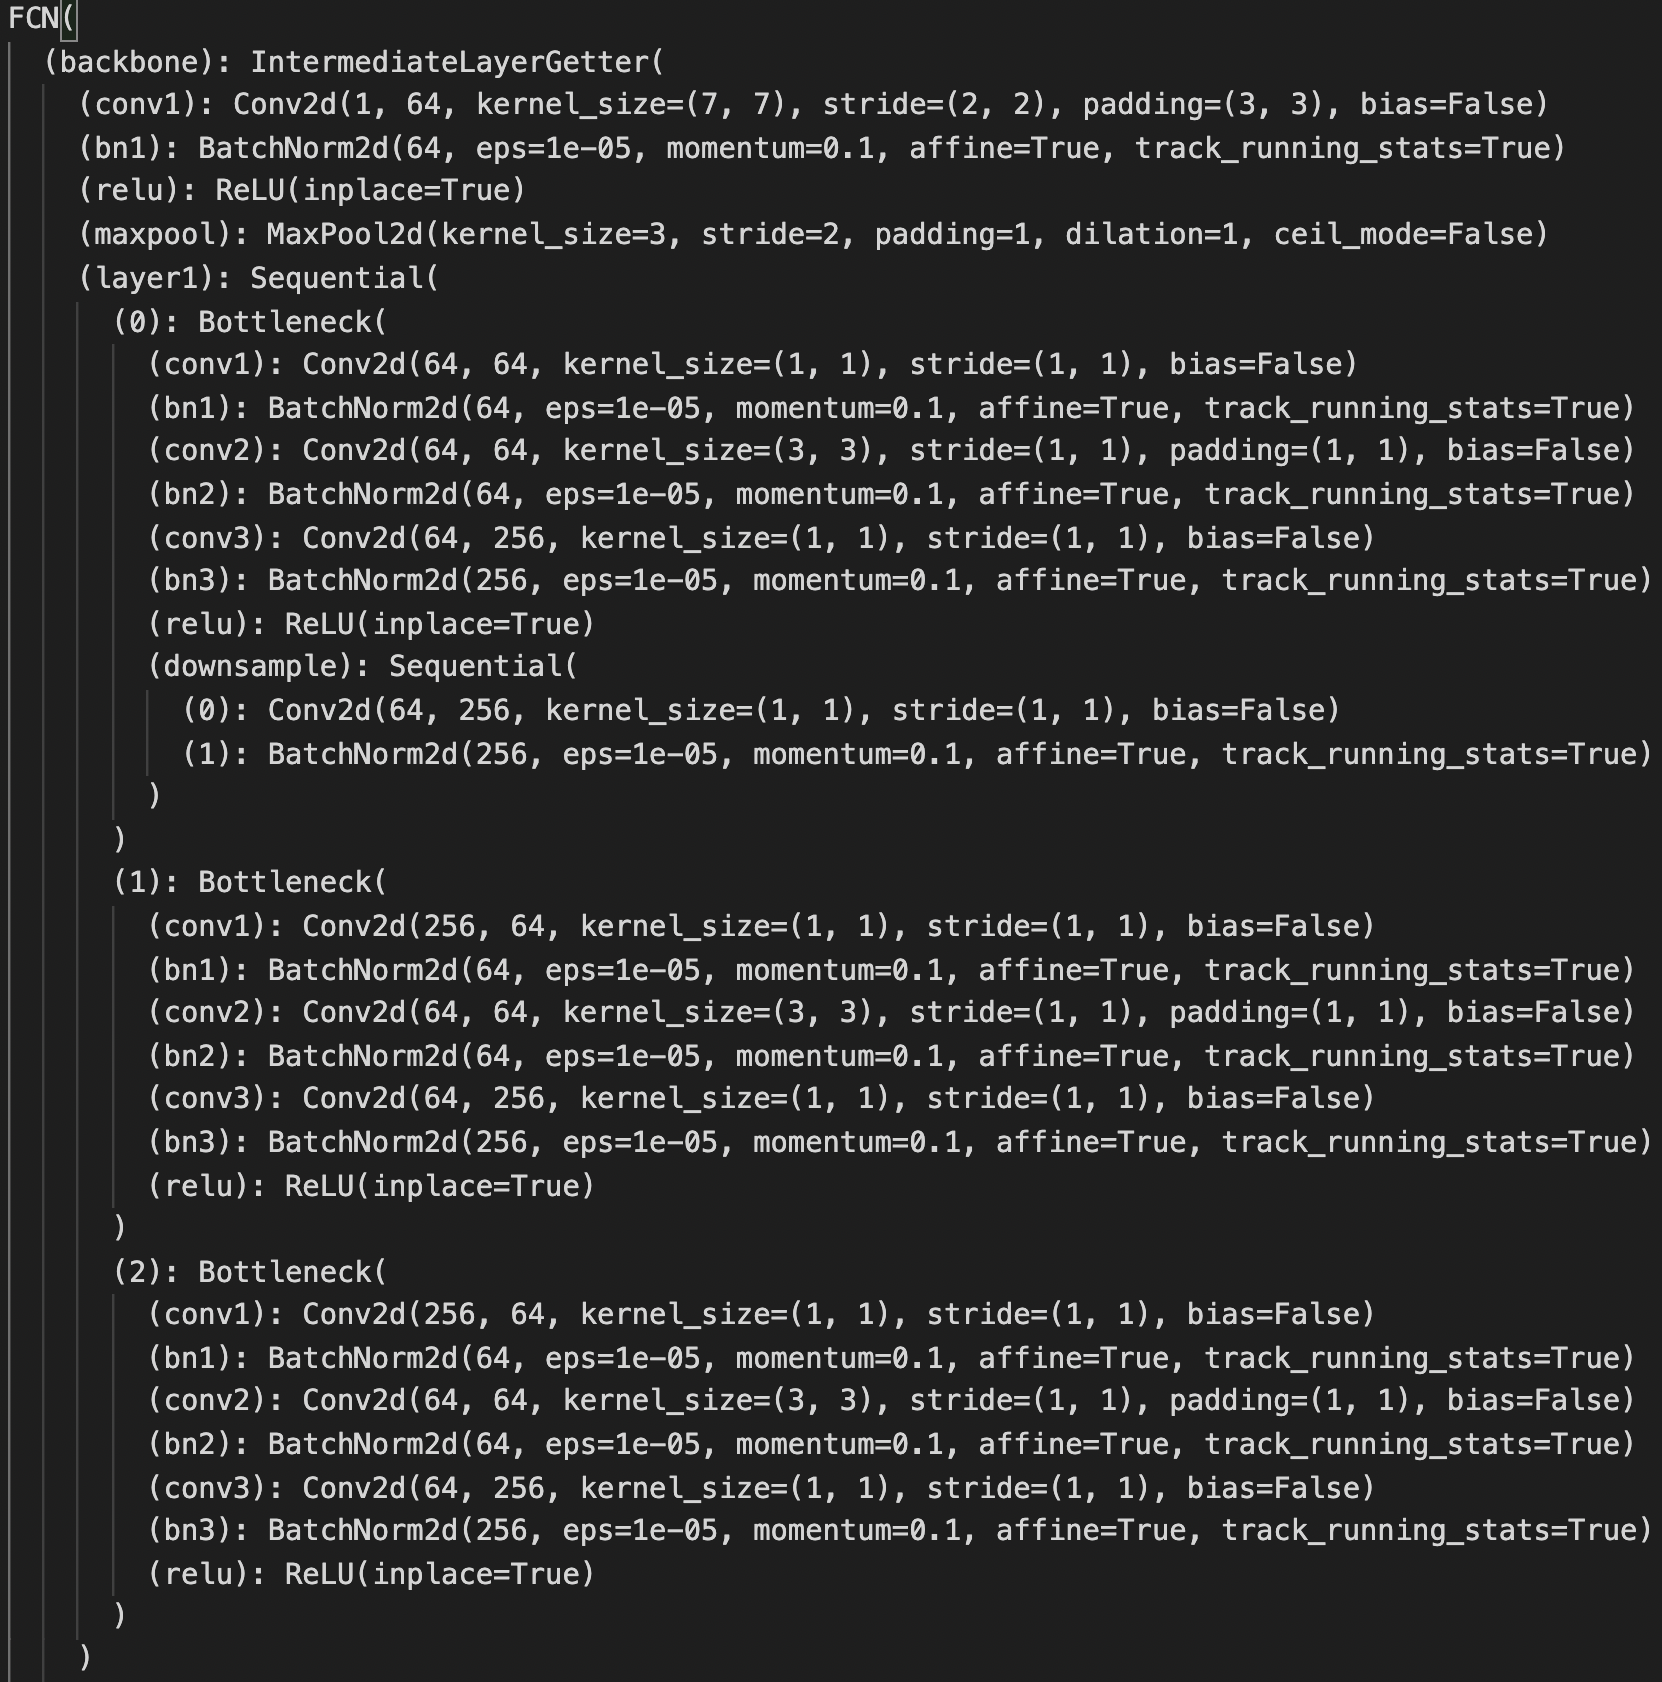 FCN(
(backbone): IntermediateLayerGetter(
(conv1): Conv2d(1, 64, kernel_size=(7, 7), stride=(2, 2), padding=(3, 3), bias=False)
(bn1): BatchNorm2d(64, eps=1e-05, momentum=0.1, affine=True, track_running_stats=True)
(relu): ReLU(inplace=True)
(maxpool): MaxPool2d(kernel_size=3, stride=2, padding=1, dilation=1, ceil_mode=False)
(layer1): Sequential(
(0): Bottleneck(
(conv1): Conv2d(64, 64, kernel_size=(1, 1), stride=(1, 1), bias=False)
(bn1): BatchNorm2d(64, eps=1e-05, momentum=0.1, affine=True, track_running_stats=True)
(conv2): Conv2d(64, 64, kernel_size=(3, 3), stride=(1, 1), padding=(1, 1), bias=False)
(bn2): BatchNorm2d(64, eps=1e-05, momentum=0.1, affine=True, track_running_stats=True)
(conv3): Conv2d(64, 256, kernel_size=(1, 1), stride=(1, 1), bias=False)
(bn3): BatchNorm2d(256, eps=1e-05, momentum=0.1, affine=True, track_running_stats=True)
(relu): ReLU(inplace=True)
(downsample): Sequential(
(0): Conv2d(64, 256, kernel_size=(1, 1), stride=(1, 1), bias=False)
(1): BatchNorm2d(256, eps=1e-05, momentum=0.1, affine=True, track_running_stats=True)
)
)
(1): Bottleneck(
(conv1): Conv2d(256, 64, kernel_size=(1, 1), stride=(1, 1), bias=False)
(bn1): BatchNorm2d(64, eps=1e-05, momentum=0.1, affine=True, track_running_stats=True)
(conv2): Conv2d(64, 64, kernel_size=(3, 3), stride=(1, 1), padding=(1, 1), bias=False)
(bn2): BatchNorm2d(64, eps=1e-05, momentum=0.1, affine=True, track_running_stats=True)
(conv3): Conv2d(64, 256, kernel_size=(1, 1), stride=(1, 1), bias=False)
(bn3): BatchNorm2d(256, eps=1e-05, momentum=0.1, affine=True, track_running_stats=True)
(relu): ReLU(inplace=True)
)
(2): Bottleneck(
(conv1): Conv2d(256, 64, kernel_size=(1, 1), stride=(1, 1), bias=False)
(bn1): BatchNorm2d(64, eps=1e-05, momentum=0.1, affine=True, track_running_stats=True)
(conv2): Conv2d(64, 64, kernel_size=(3, 3), stride=(1, 1), padding=(1, 1), bias=False)
(bn2): BatchNorm2d(64, eps=1e-05, momentum=0.1, affine=True, track_running_stats=True)
(conv3): Conv2d(64, 256, kernel_size=(1, 1), stride=(1, 1), bias=False)
(bn3): BatchNorm2d(256, eps=1e-05, momentum=0.1, affine=True, track_running_stats=True)
(relu): ReLU(inplace=True)
)
)